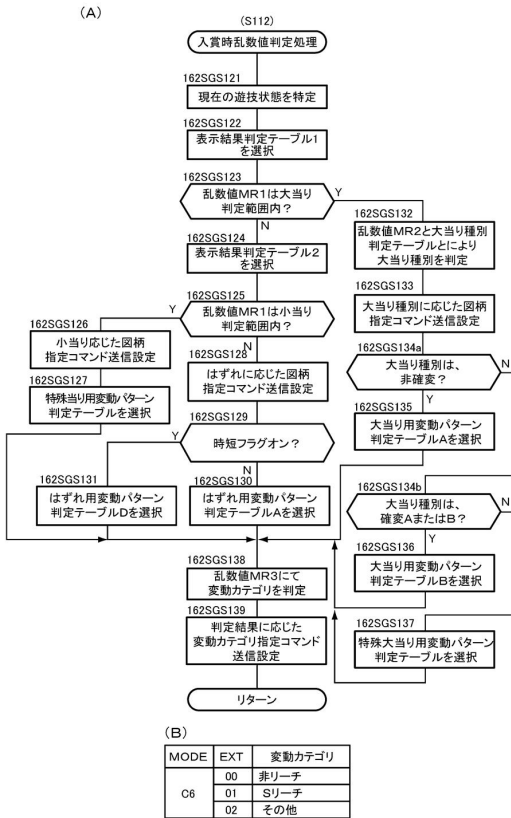 (A)
(S112)
入賞時乱数値判定処理
162SGS121
現在の遊技状態を特定
162SGS122
表示結果判定テーブル1
を選択
162SGS123
乱数値MR1は大当り
判定範囲内?
Y
N
162SGS124
表示結果判定テーブル2
を選択
162SGS125
乱数値MR1は小当り
判定範囲内?
Y
N
162SGS126
小当り応じた図柄
指定コマンド送信設定
162SGS127
特殊当り用変動パターン
判定テーブルを選択
162SGS128
はずれに応じた図柄
指定コマンド送信設定
162SGS129
時短フラグオン?
Y
N
162SGS131
はずれ用変動パターン
判定テーブルDを選択
162SGS130
はずれ用変動パターン
判定テーブルAを選択
162SGS132
乱数値MR2と大当り種別
判定テーブルとにより
大当り種別を判定
162SGS133
大当り種別に応じた図柄
指定コマンド送信設定
162SGS134a
大当り種別は、
非確変?
N
Y
162SGS135
大当り用変動パターン
判定テーブルAを選択
162SGS134b
大当り種別は、
確変AまたはB?
N
Y
162SGS136
大当り用変動パターン
判定テーブルBを選択
162SGS137
特殊大当り用変動パターン
判定テーブルを選択
162SGS138
乱数値MR3にて
変動カテゴリを判定
162SGS139
判定結果に応じた
変動カテゴリ指定コマンド
送信設定
リターン
(B)
MODE EXT 変動カテゴリ
C6 00 非リーチ
01 Sリーチ
02 その他